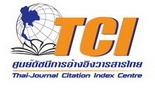 TCI
ศูนย์ดัชนีการอ้างอิงวารสารไทย
Thai-Journal Citation Index Centre